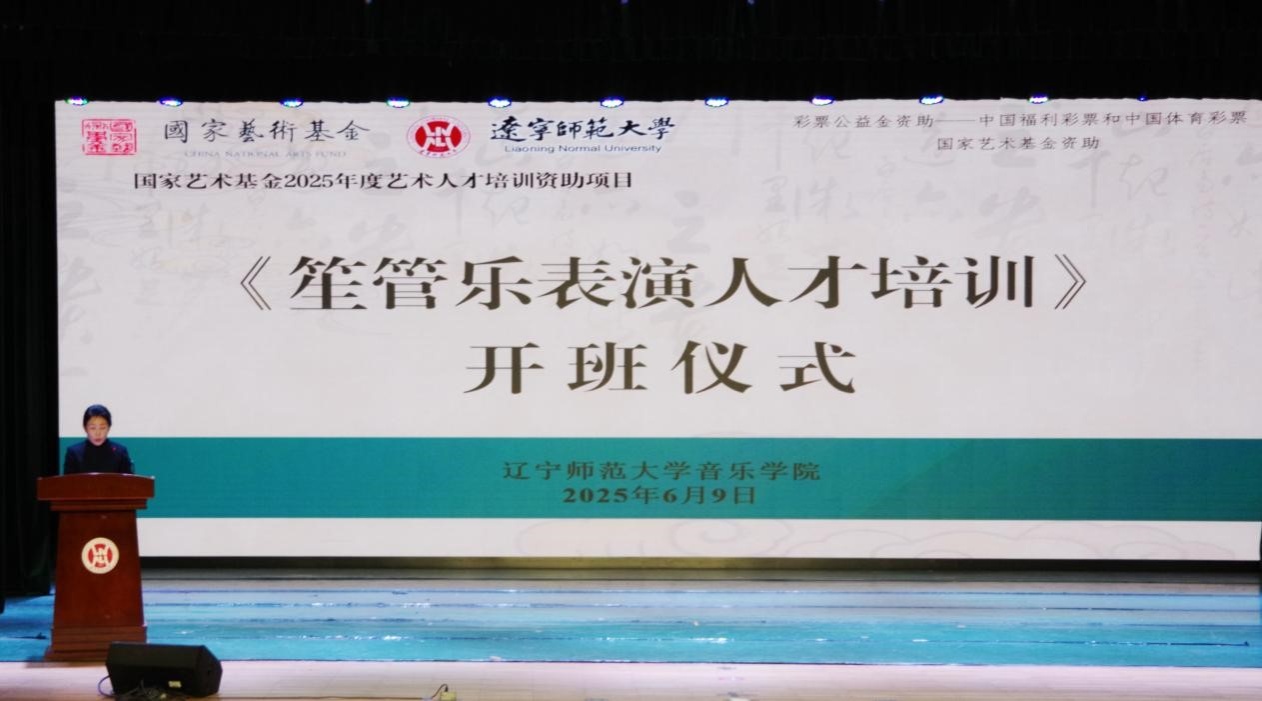 國家藝術基金
CHINA NATIONAL ARTS FUND
遼寧師範大學
Liaoning Normal University
彩票公益金资助——中国福利彩票和中国体育彩票
国家艺术基金资助
国家艺术基金2025年度艺术人才培训资助项目
《笙管乐表演人才培训》
开班仪式
辽宁师范大学音乐学院
2025年6月9日